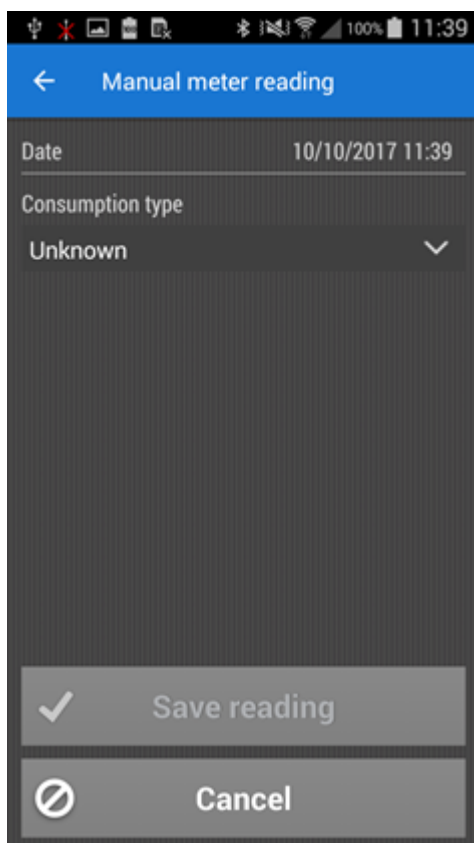 100% 11:39
Manual meter reading
Date 10/10/2017 11:39
Consumption type
Unknown
Save reading
Cancel